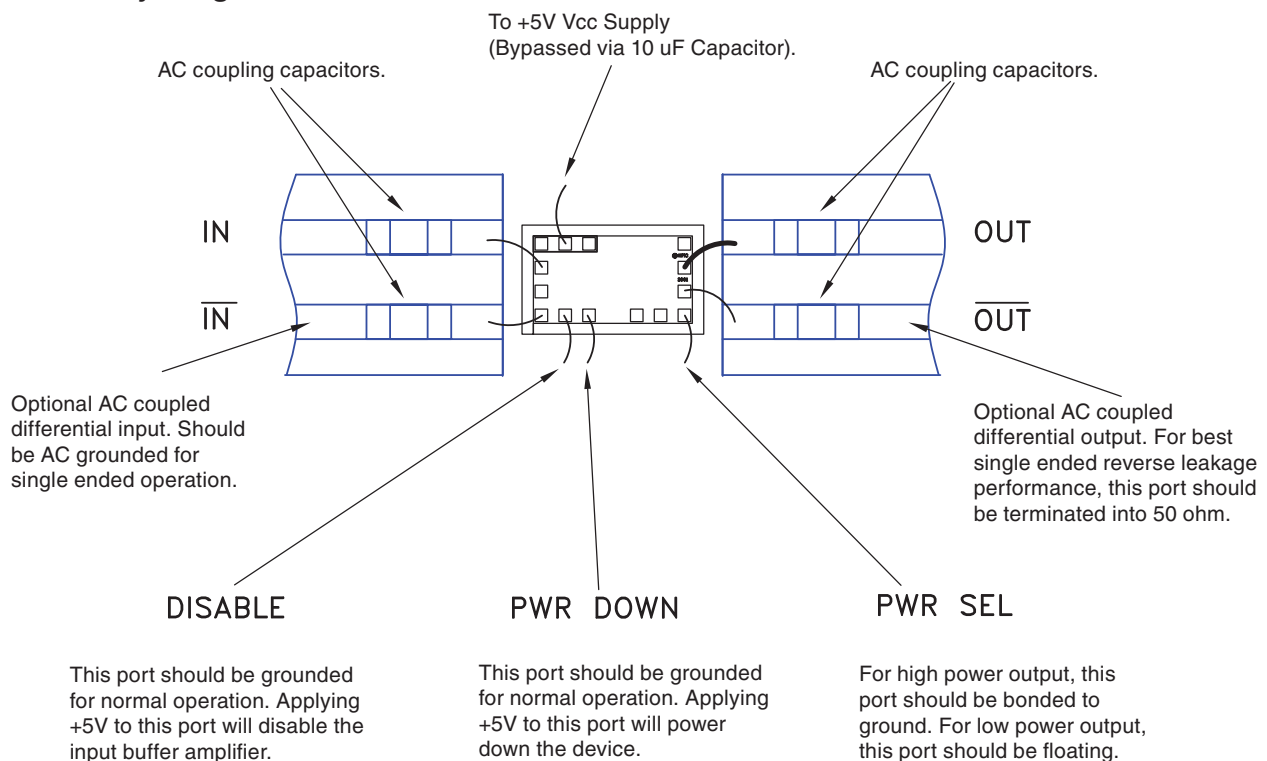 To +5V Vcc Supply
(Bypassed via 10 uF Capacitor).
AC coupling capacitors.
AC coupling capacitors.
IN
OUT
I̅N̅
O̅U̅T̅
Optional AC coupled
differential input. Should
be AC grounded for
single ended operation.
Optional AC coupled
differential output. For best
single ended reverse leakage
performance, this port should
be terminated into 50 ohm.
DISABLE
PWR DOWN
PWR SEL
This port should be grounded
for normal operation. Applying
+5V to this port will disable the
input buffer amplifier.
This port should be grounded
for normal operation. Applying
+5V to this port will power
down the device.
For high power output, this
port should be bonded to
ground. For low power output,
this port should be floating.